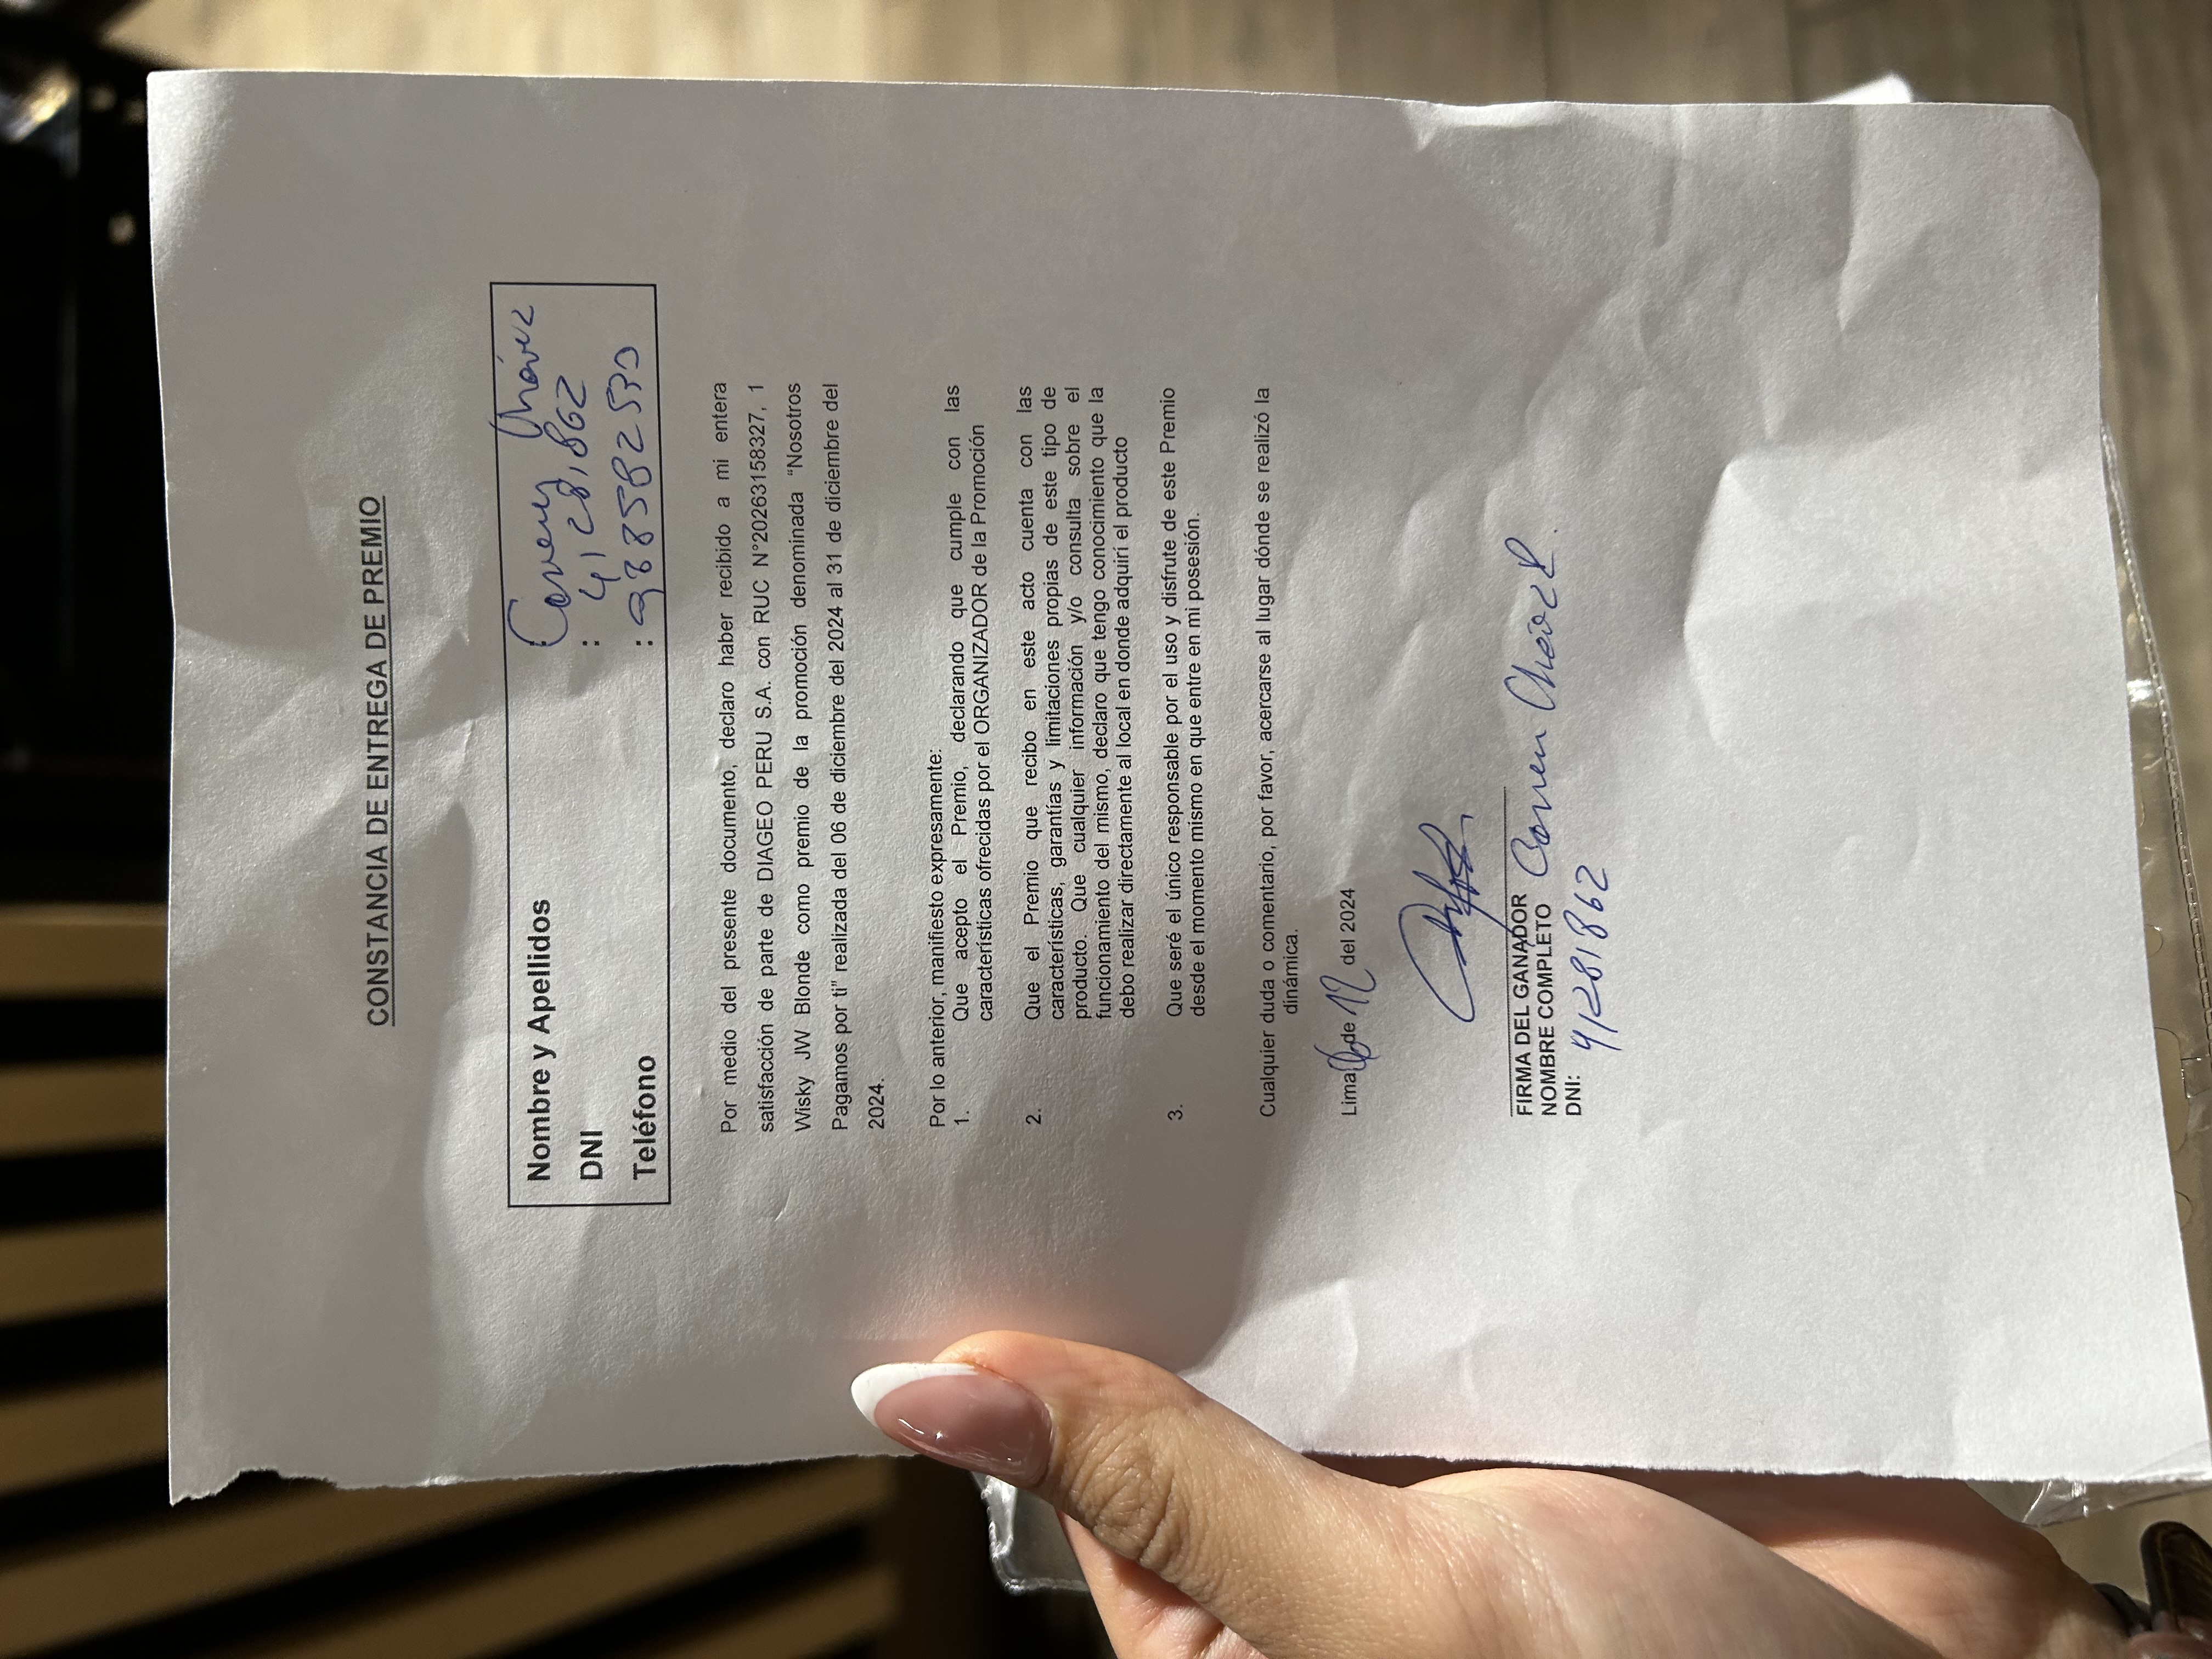 CONSTANCIA DE ENTREGA DE PREMIO
Nombre y Apellidos : Chávez
DNI : 41281862
Teléfono : 988582530
Por medio del presente documento, declaro haber recibido a mi entera
satisfacción de parte de DIAGEO PERU S.A. con RUC N°20263158327, 1
Wisky JW Blonde como premio de la promoción denominada “Nosotros
Pagamos por ti” realizada del 06 de diciembre del 2024 al 31 de diciembre del
2024.
Por lo anterior, manifiesto expresamente:
1. Que acepto el Premio, declarando que cumple con las
características ofrecidas por el ORGANIZADOR de la Promoción
2. Que el Premio que recibo en este acto cuenta con las
características, garantías y limitaciones propias de este tipo de
producto. Que cualquier información y/o consulta sobre el
funcionamiento del mismo, declaro que tengo conocimiento que la
debo realizar directamente al local en donde adquirí el producto
3. Que seré el único responsable por el uso y disfrute de este Premio
desde el momento mismo en que entre en mi posesión.
Cualquier duda o comentario, por favor, acercarse al lugar dónde se realizó la
dinámica.
Lima 06 de 12 del 2024
FIRMA DEL GANADOR
NOMBRE COMPLETO Carmen Chávez R.
DNI: 41281862